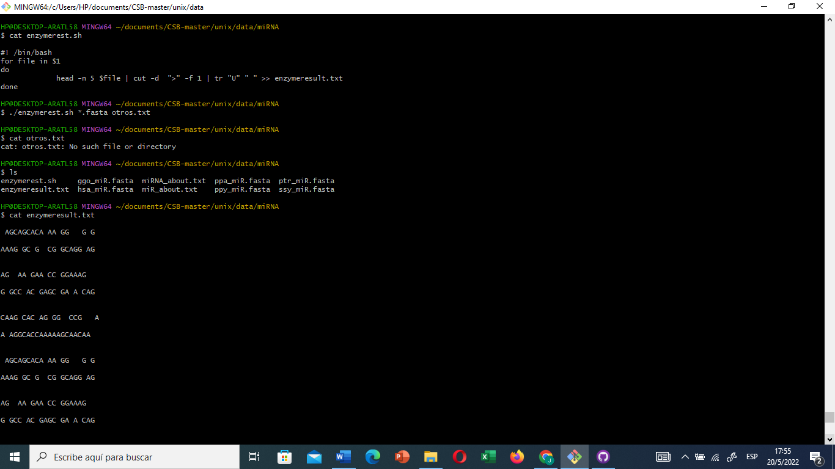 MINGW64:/c/Users/HP/documents/CSB-master/unix/data
HP@DESKTOP-ARATL58 MINGW64 ~/documents/CSB-master/unix/data/miRNA
$ cat enzymerest.sh
#! /bin/bash
for file in $1
do
head -n 5 $file | cut -d ">" -f 1 | tr "U" " " >> enzymeresult.txt
done
HP@DESKTOP-ARATL58 MINGW64 ~/documents/CSB-master/unix/data/miRNA
$ ./enzymerest.sh *.fasta otros.txt
HP@DESKTOP-ARATL58 MINGW64 ~/documents/CSB-master/unix/data/miRNA
$ cat otros.txt
cat: otros.txt: No such file or directory
HP@DESKTOP-ARATL58 MINGW64 ~/documents/CSB-master/unix/data/miRNA
$ ls
enzymerest.sh ggo_miR.fasta miRNA_about.txt ppa_miR.fasta ptr_miR.fasta
enzymeresult.txt hsa_miR.fasta miR_about.txt ppy_miR.fasta ssy_miR.fasta
HP@DESKTOP-ARATL58 MINGW64 ~/documents/CSB-master/unix/data/miRNA
$ cat enzymeresult.txt
AGCAGCACA AA GG G G
AAAG GC G CG GCAGG AG
AG AA GAA CC GGAAAG
G GCC AC GAGC GA A CAG
CAAG CAC AG GG CCG A
A AGGCACCAAAAAGCAACAA
AGCAGCACA AA GG G G
AAAG GC G CG GCAGG AG
AG AA GAA CC GGAAAG
G GCC AC GAGC GA A CAG
Escribe aquí para buscar
ESP
17:55
20/5/2022
2